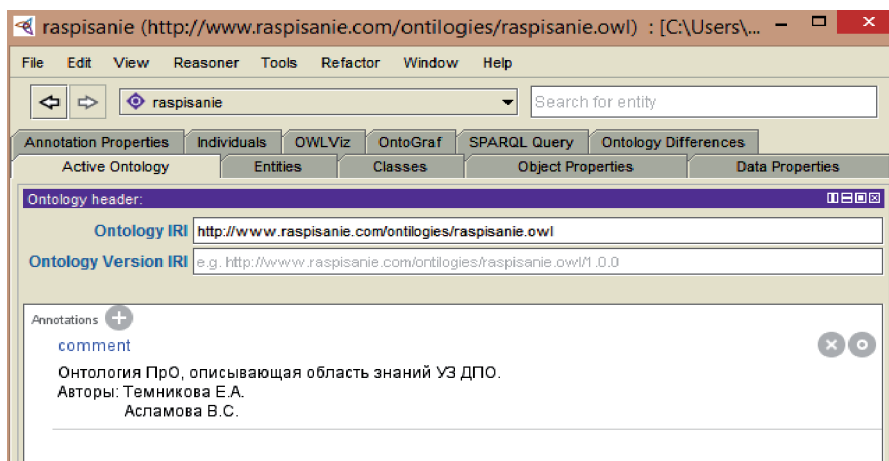 raspisanie (http://www.raspisanie.com/ontilogies/raspisanie.owl) : [C:\Users\...
File Edit View Reasoner Tools Refactor Window Help
raspisanie Search for entity
Annotation Properties Individuals OWLViz OntoGraf SPARQL Query Ontology Differences
Active Ontology Entities Classes Object Properties Data Properties
Ontology header:
Ontology IRI http://www.raspisanie.com/ontilogies/raspisanie.owl
Ontology Version IRI e.g. http://www.raspisanie.com/ontilogies/raspisanie.owl/1.0.0
Annotations
comment
Онтология ПрО, описывающая область знаний УЗ ДПО.
Авторы: Темникова Е.А.
Асламова В.С.